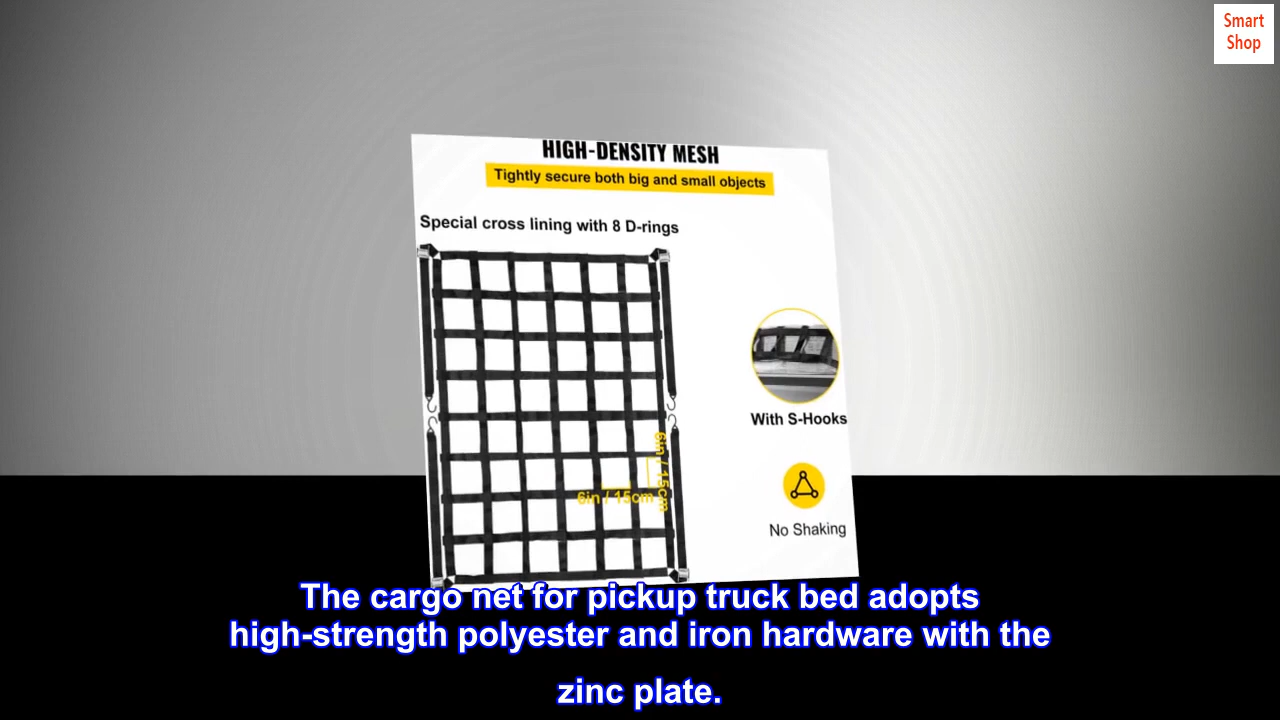 Smart
Shop
HIGH-DENSITY MESH
Tightly secure both big and small objects
Special cross lining with 8 D-rings
6in / 15cm
6in / 15cm
With S-Hooks
No Shaking
The cargo net for pickup truck bed adopts
high-strength polyester and iron hardware with the
zinc plate.